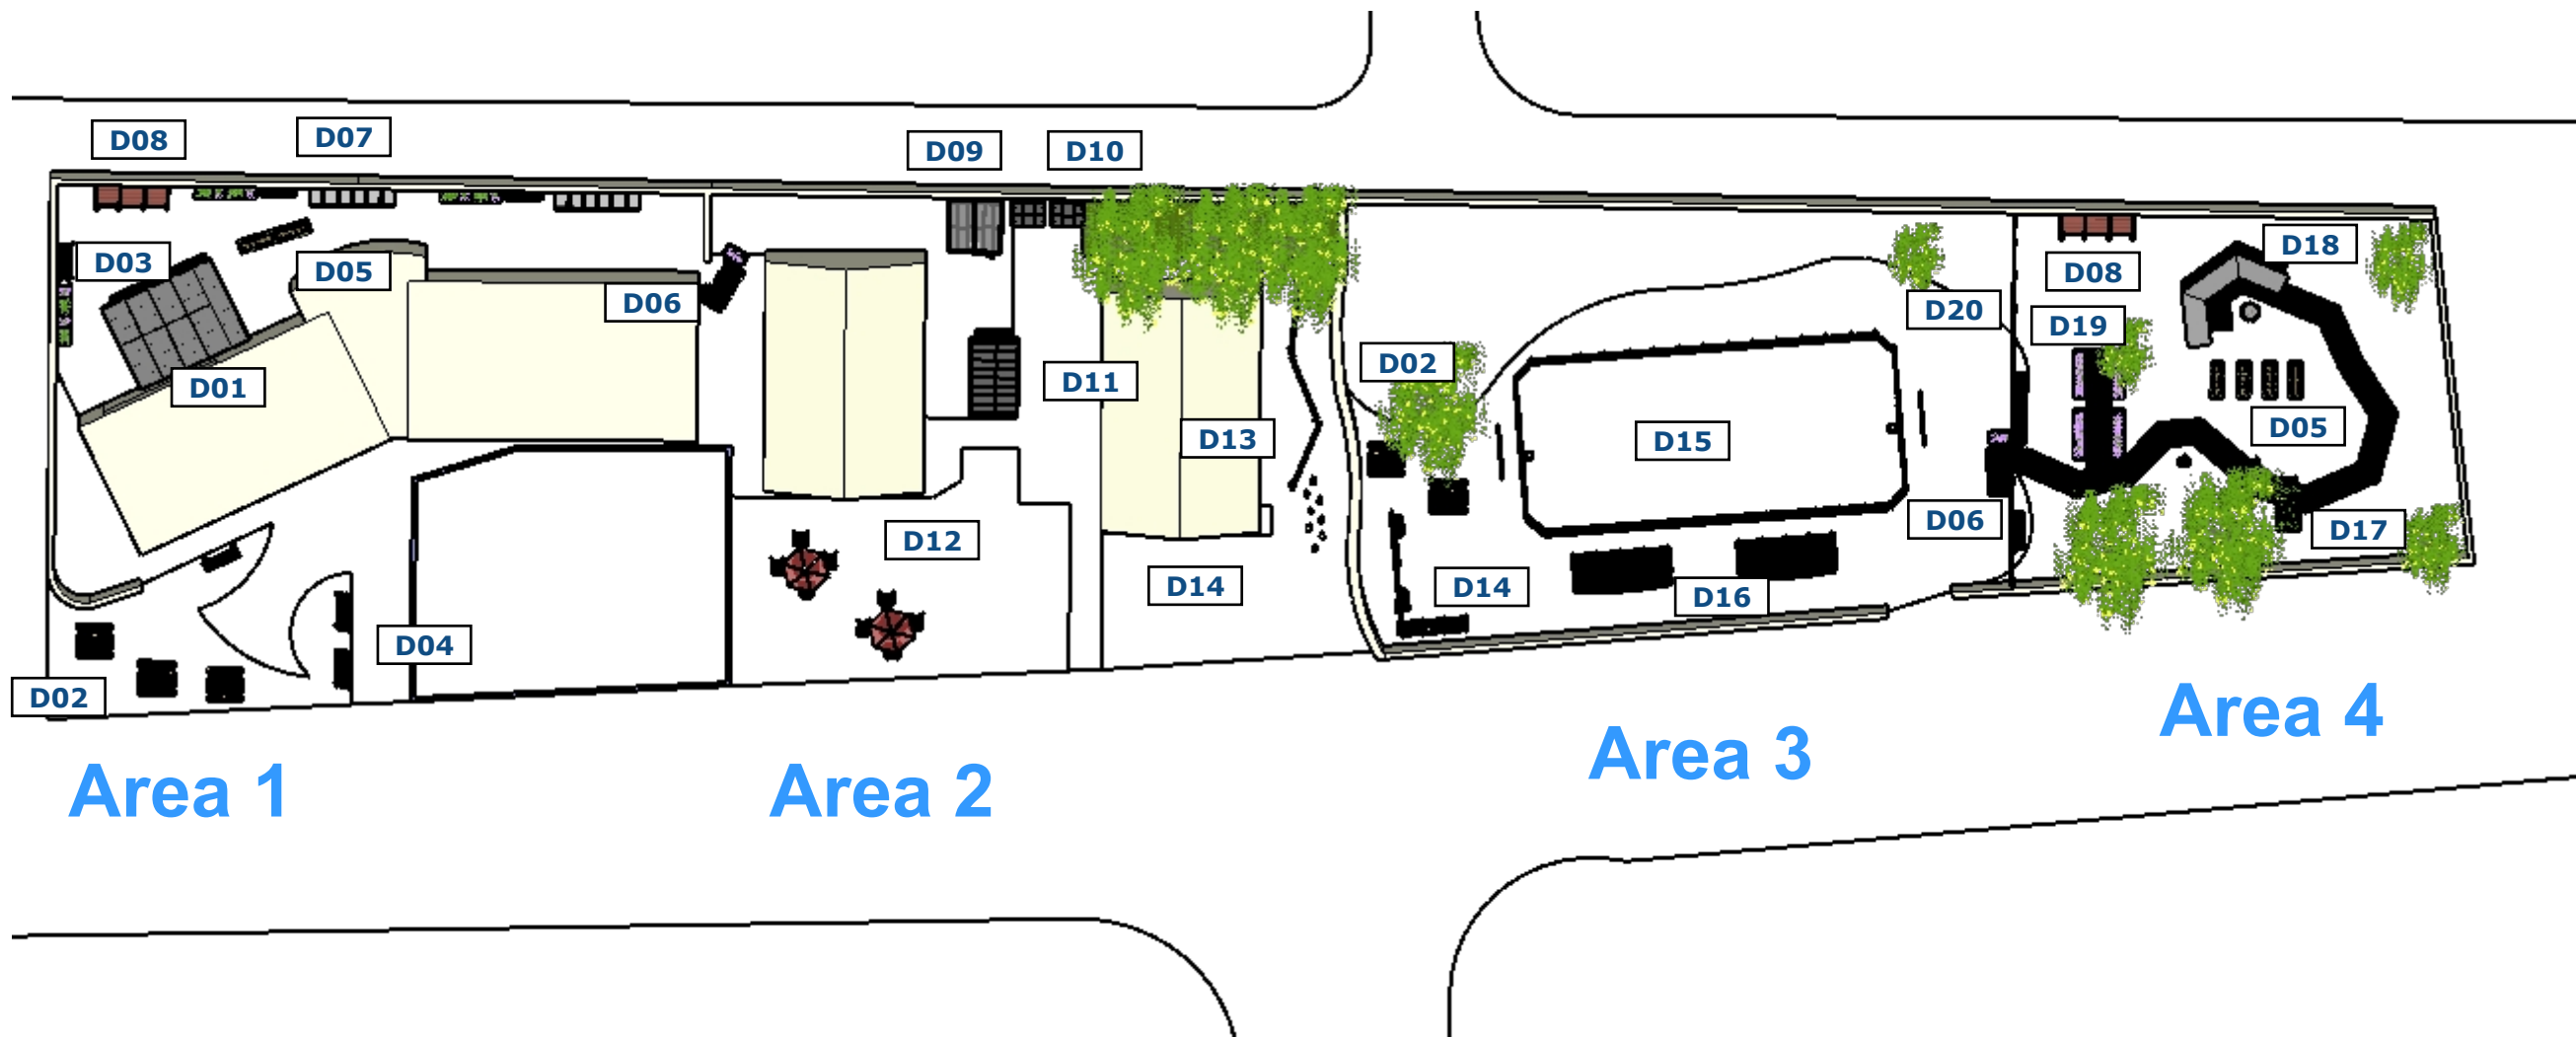 D08
D07
D09
D10
D03
D05
D06
D01
D11
D13
D12
D14
D04
D02
D02
D15
D14
D16
D20
D06
D08
D18
D19
D05
D17
Area 1
Area 2
Area 3
Area 4